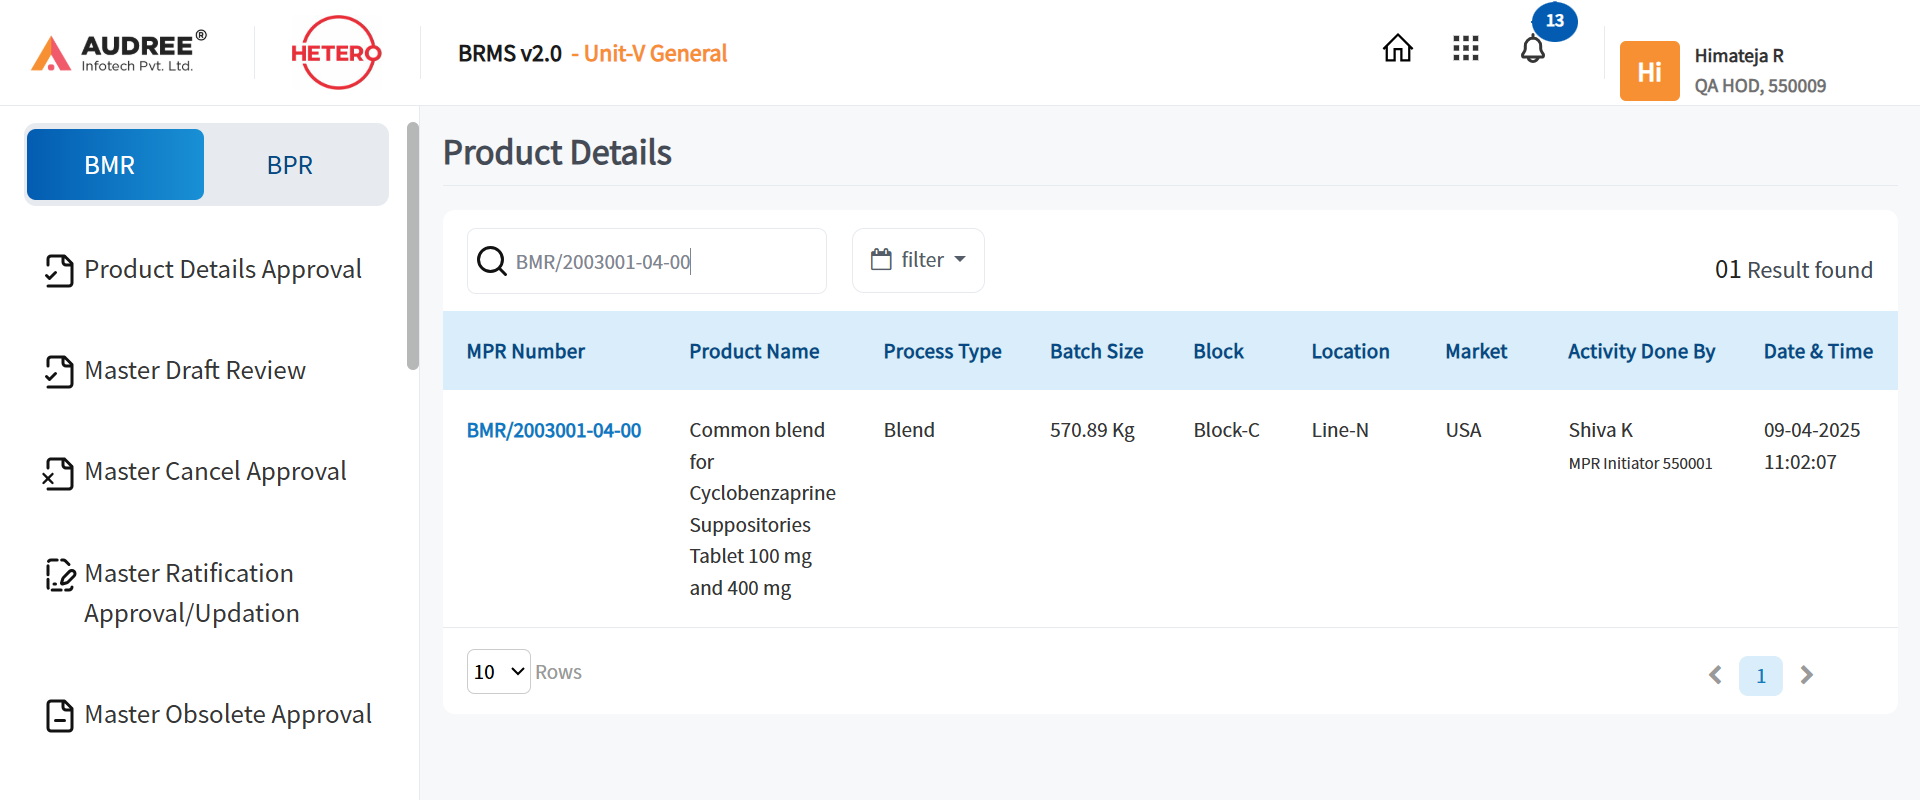 AUDREE®
Infotech Pvt. Ltd.
HETERO
BRMS v2.0 - Unit-V General
13
Hi
Himateja R
QA HOD, 550009
BMR
BPR
Product Details Approval
Master Draft Review
Master Cancel Approval
Master Ratification
Approval/Updation
Master Obsolete Approval
Product Details
BMR/2003001-04-00
filter
01 Result found
MPR Number Product Name Process Type Batch Size Block Location Market Activity Done By Date & Time
BMR/2003001-04-00 Common blend Blend 570.89 Kg Block-C Line-N USA Shiva K 09-04-2025
for MPR Initiator 550001 11:02:07
Cyclobenzaprine
Suppositories
Tablet 100 mg
and 400 mg
10 Rows
1